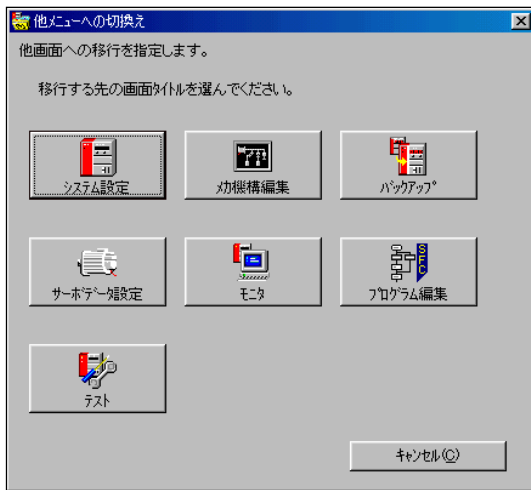 他ﾒﾆｭｰへの切換え
他画面への移行を指定します。
移行する先の画面ﾀｲﾄﾙを選んでください。
ｼｽﾃﾑ設定
ﾒｶ機構編集
ﾊﾞｯｸｱｯﾌﾟ
ｻｰﾎﾞﾃﾞｰﾀ設定
ﾓﾆﾀ
SFC
ﾌﾟﾛｸﾞﾗﾑ編集
ﾃｽﾄ
ｷｬﾝｾﾙ(C)